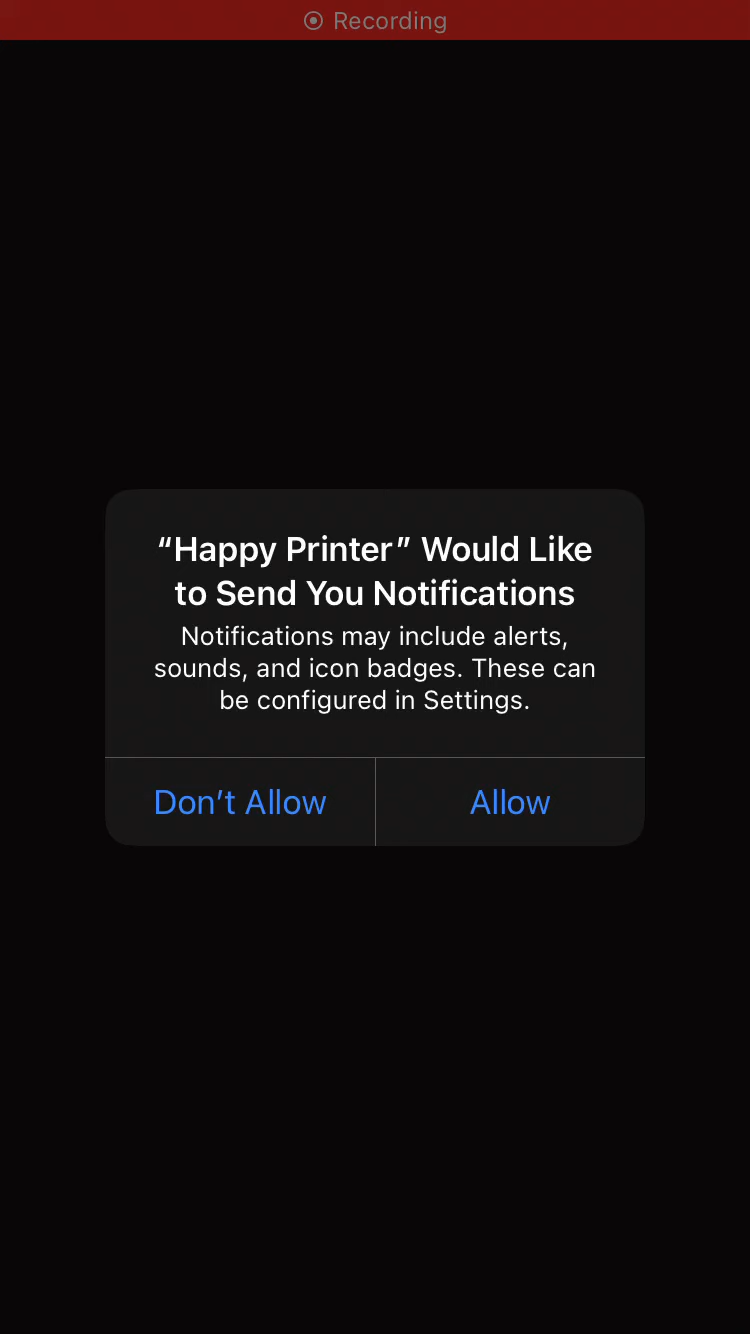 Recording
“Happy Printer” Would Like
to Send You Notifications
Notifications may include alerts,
sounds, and icon badges. These can
be configured in Settings.
Don’t Allow
Allow